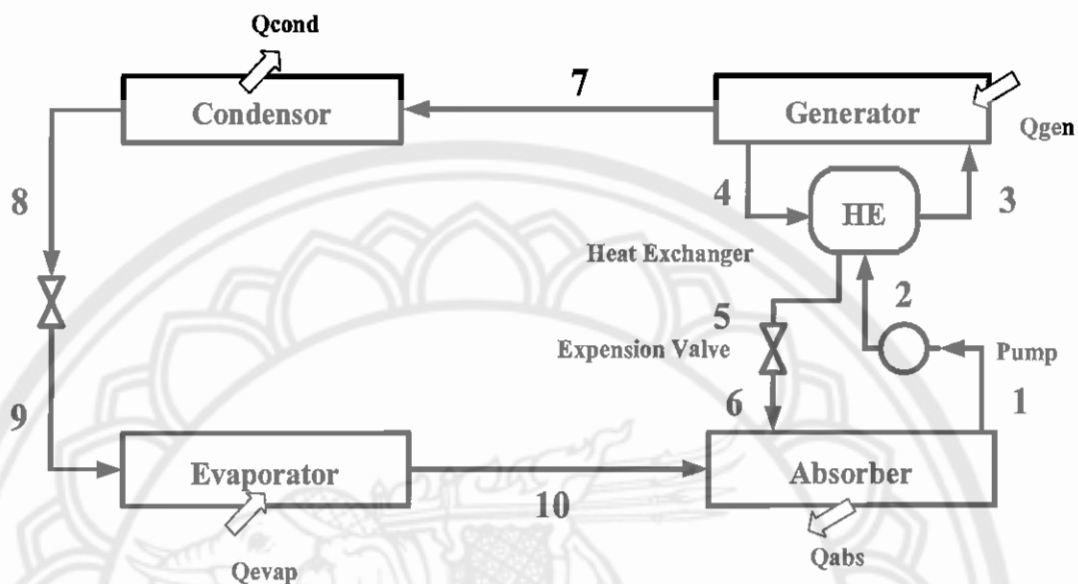 Qcond
7
Condensor
Generator
Qgen
8
4
HE
3
Heat Exchanger
2
5
Expension Valve
Pump
9
6
1
Evaporator
Absorber
10
Qevap
Qabs